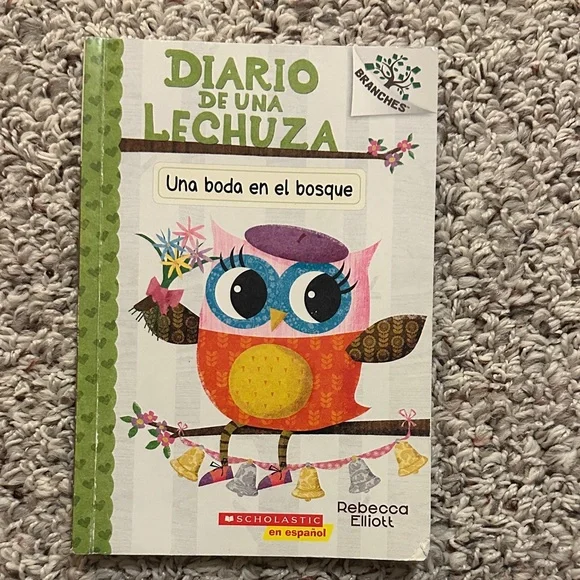 DIARIO
DE UNA
LECHUZA
BRANCHES
Una boda en el bosque
Rebecca
Elliott
SCHOLASTIC
en español